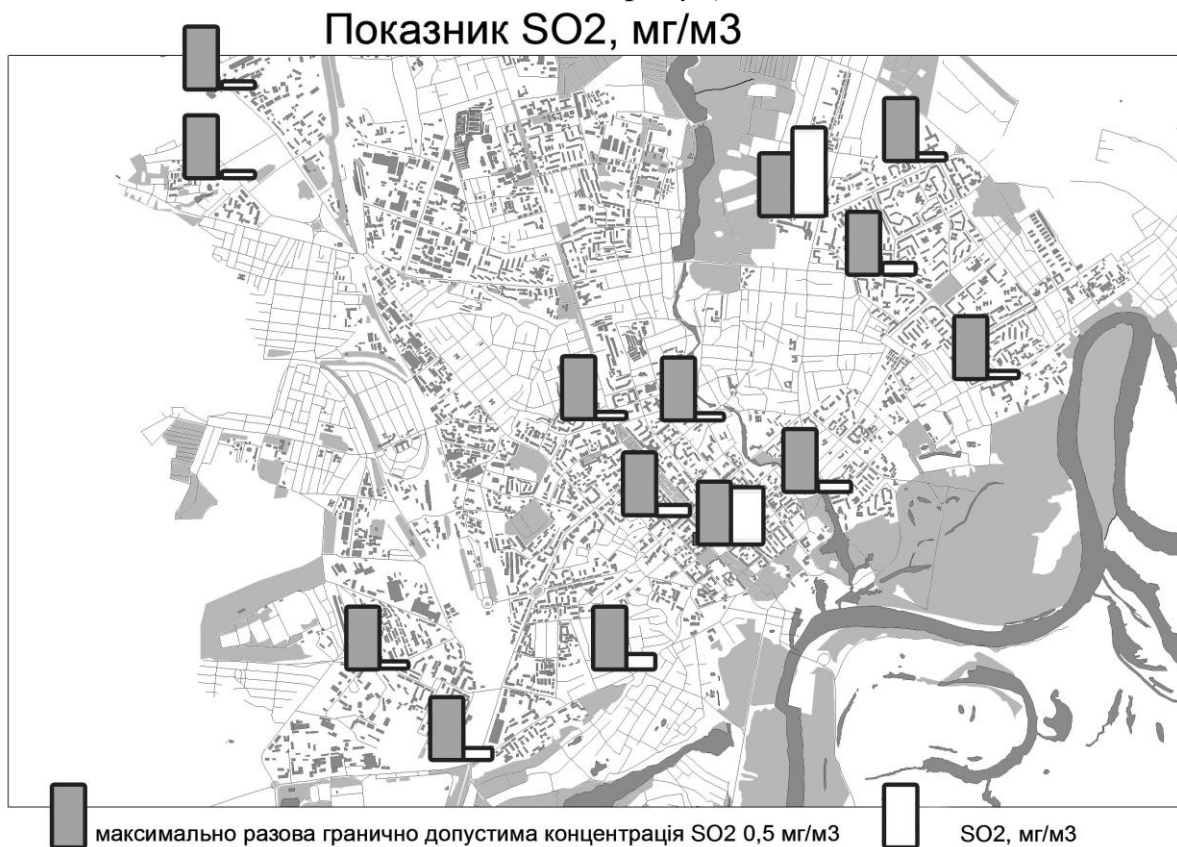 Показник SO2, мг/м3
максимально разова гранично допустима концентрація SO2 0,5 мг/м3
SO2, мг/м3